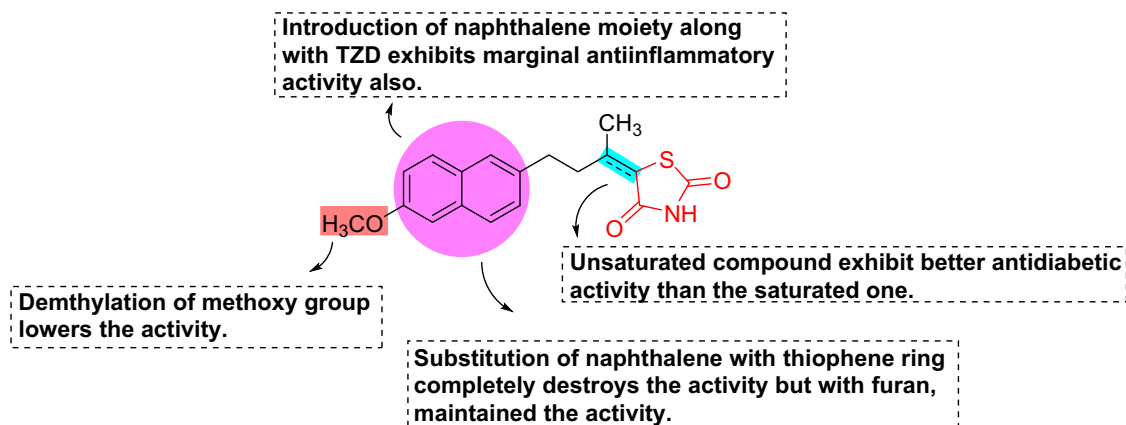 Introduction of naphthalene moiety along
with TZD exhibits marginal antiinflammatory
activity also.
CH₃
S
O
NH
O
H₃CO
Unsaturated compound exhibit better antidiabetic
activity than the saturated one.
Demthylation of methoxy group
lowers the activity.
Substitution of naphthalene with thiophene ring
completely destroys the activity but with furan,
maintained the activity.